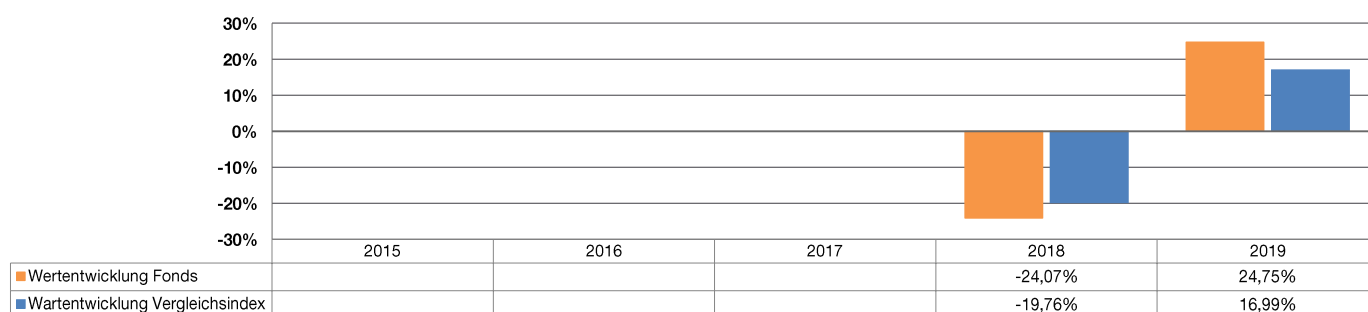 30%
20%
10%
0%
-10%
-20%
-30%
2015 2016 2017 2018 2019
Wertentwicklung Fonds -24,07% 24,75%
Wartentwicklung Vergleichsindex -19,76% 16,99%